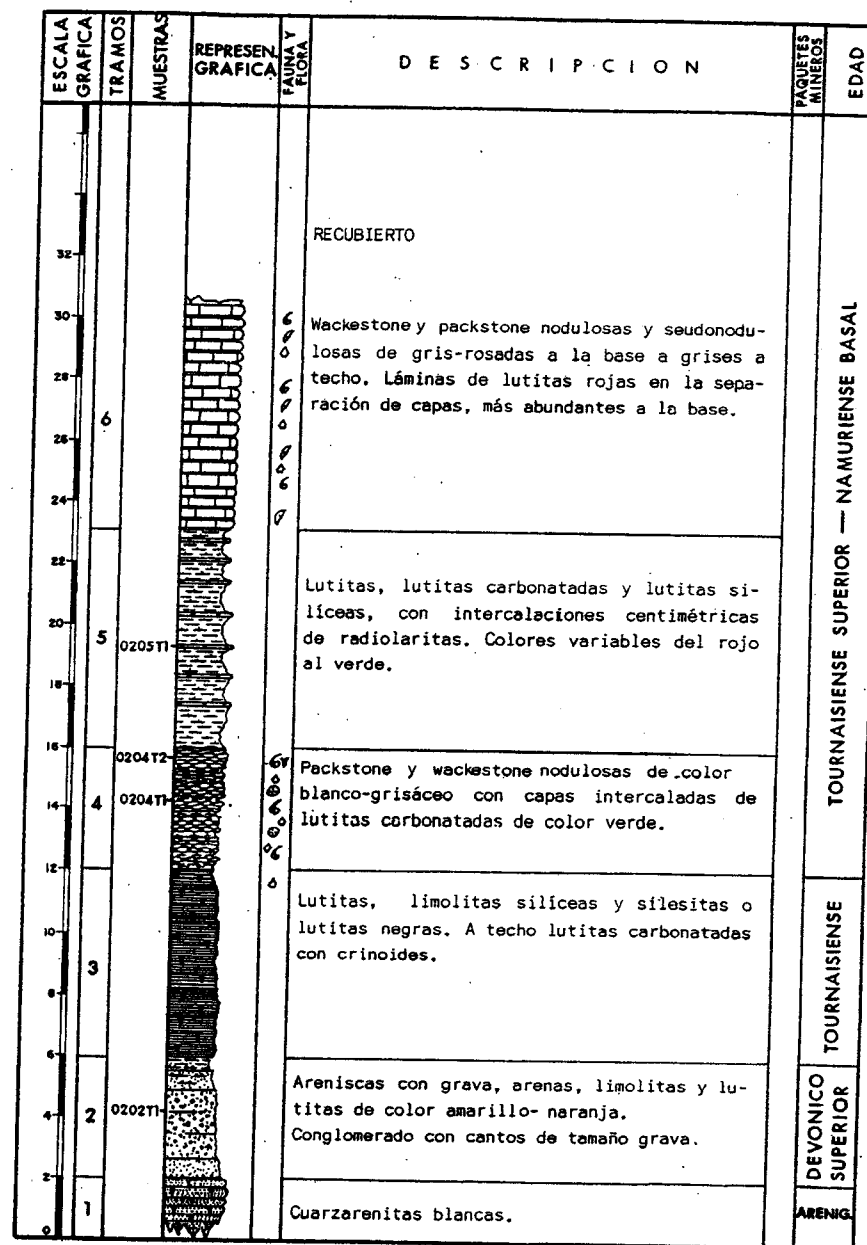 ESCALA GRAFICA
TRAMOS
MUESTRAS
REPRESEN. GRAFICA
FAUNA Y FLORA
DESCRIPCION
PAQUETES MINEROS
EDAD
RECUBIERTO
32
30
28
26
24
22
20
18
16
14
12
10
8
6
4
2
0
6
5
4
3
2
1
0205T1
0204T2
0204T1
0202T1
Wackestone y packstone nodulosas y seudonodu-
losas de gris-rosadas a la base a grises a
techo. Láminas de lutitas rojas en la sepa-
ración de capas, más abundantes a la base.
Lutitas, lutitas carbonatadas y lutitas si-
líceas, con intercalaciones centimétricas
de radiolaritas. Colores variables del rojo
al verde.
Packstone y wackestone nodulosas de color
blanco-grisáceo con capas intercaladas de
lutitas carbonatadas de color verde.
Lutitas, limolitas silíceas y silesitas o
lutitas negras. A techo lutitas carbonatadas
con crinoides.
Areniscas con grava, arenas, limolitas y lu-
titas de color amarillo- naranja.
Conglomerado con cantos de tamaño grava.
Cuarzarenitas blancas.
TOURNAISIENSE SUPERIOR — NAMURIENSE BASAL
TOURNAISIENSE
DEVONICO SUPERIOR
ARENIG.